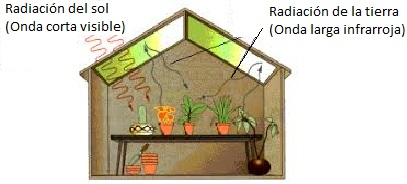 Radiación del sol
(Onda corta visible)
Radiación de la tierra
(Onda larga infrarroja)